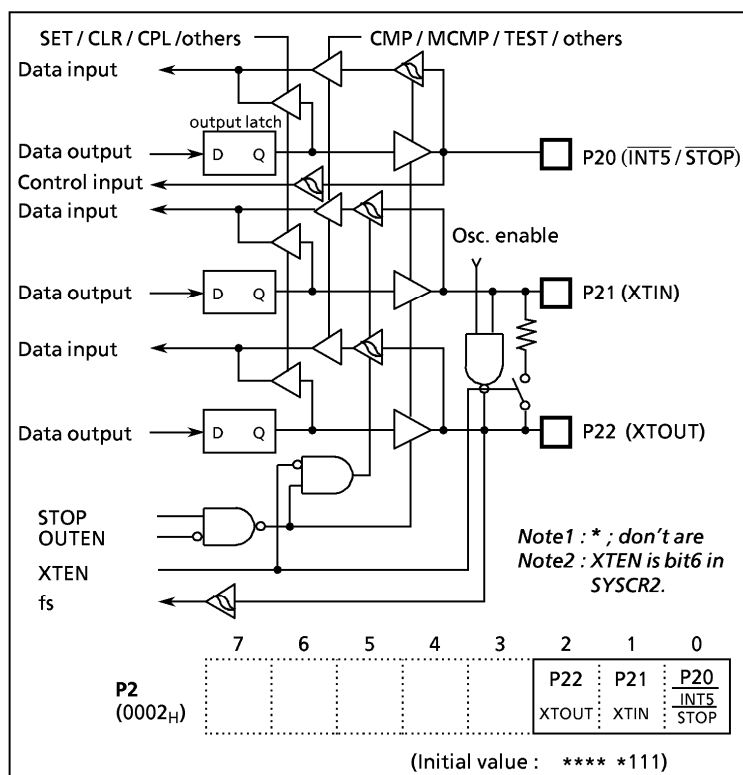 SET / CLR / CPL /others
CMP / MCMP / TEST / others
Data input
output latch
Data output
D Q
P20 (INT5 / STOP)
Control input
Data input
Osc. enable
Data output
D Q
P21 (XTIN)
Data input
Data output
D Q
P22 (XTOUT)
STOP
OUTEN
XTEN
fs
Note1 : * ; don't are
Note2 : XTEN is bit6 in
SYSCR2.
7 6 5 4 3 2 1 0
P2
(0002H)
P22 P21 P20
XTOUT XTIN INT5
STOP
(Initial value : **** *111)